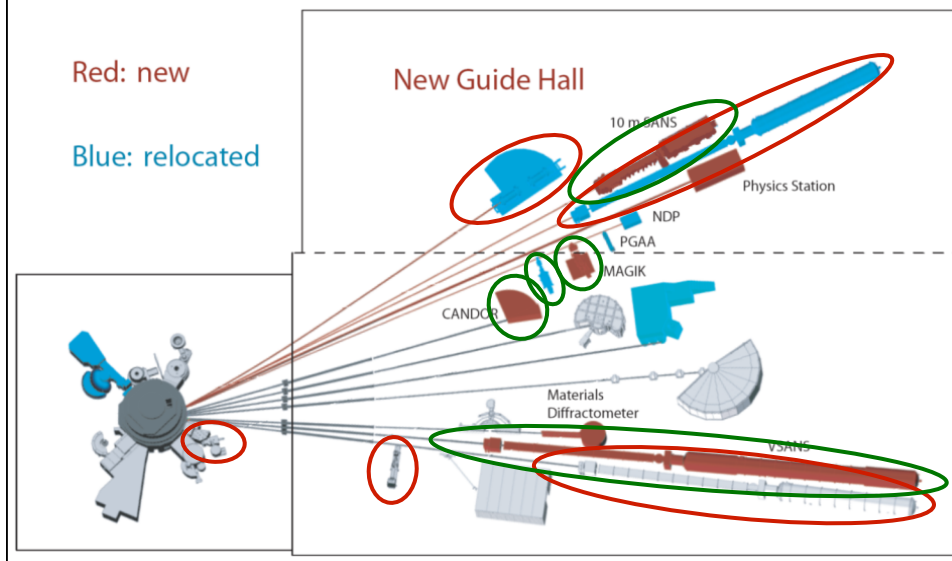 Red: new
New Guide Hall
Blue: relocated
10 m SANS
Physics Station
NDP
PGAA
MAGIK
CANDOR
Materials
Diffractometer
VSANS